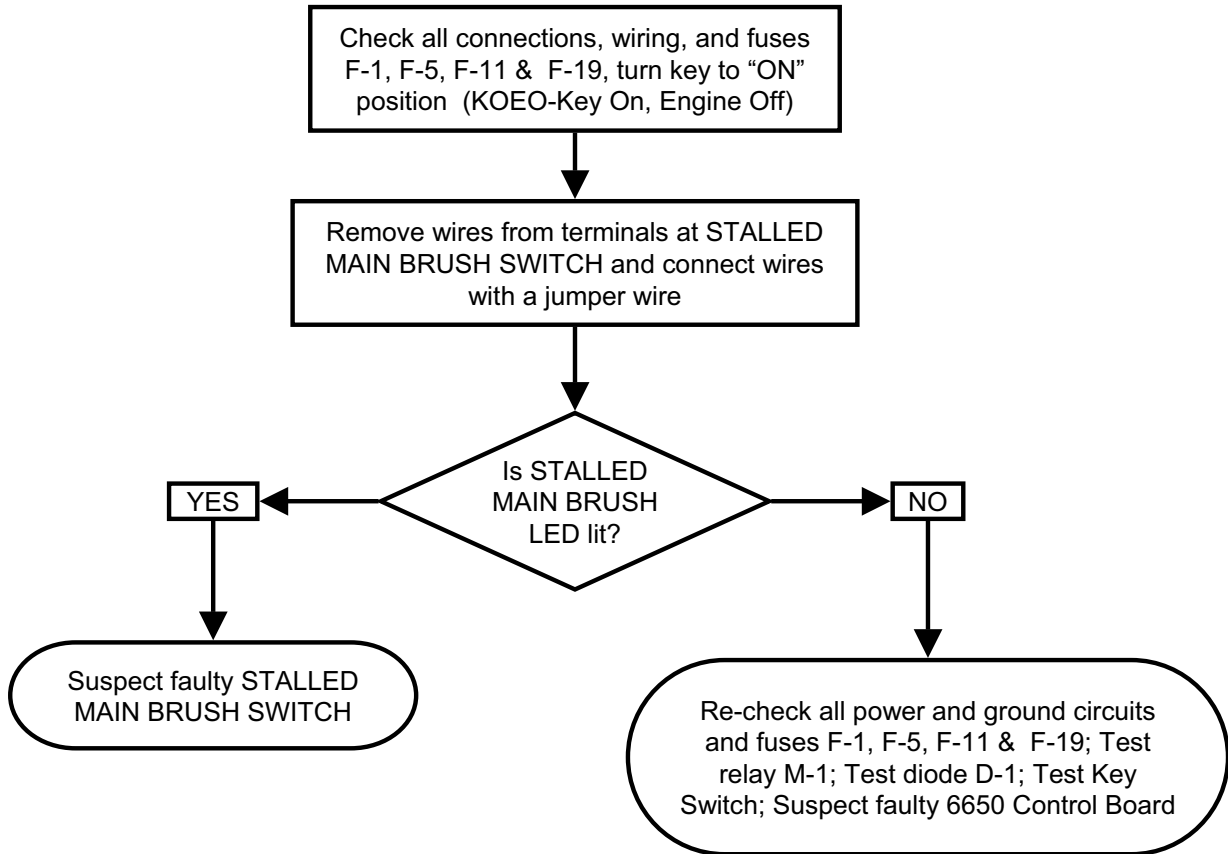 Check all connections, wiring, and fuses
F-1, F-5, F-11 & F-19, turn key to “ON”
position (KOEO-Key On, Engine Off)
Remove wires from terminals at STALLED
MAIN BRUSH SWITCH and connect wires
with a jumper wire
Is STALLED
MAIN BRUSH
LED lit?
YES
NO
Suspect faulty STALLED
MAIN BRUSH SWITCH
Re-check all power and ground circuits
and fuses F-1, F-5, F-11 & F-19; Test
relay M-1; Test diode D-1; Test Key
Switch; Suspect faulty 6650 Control Board